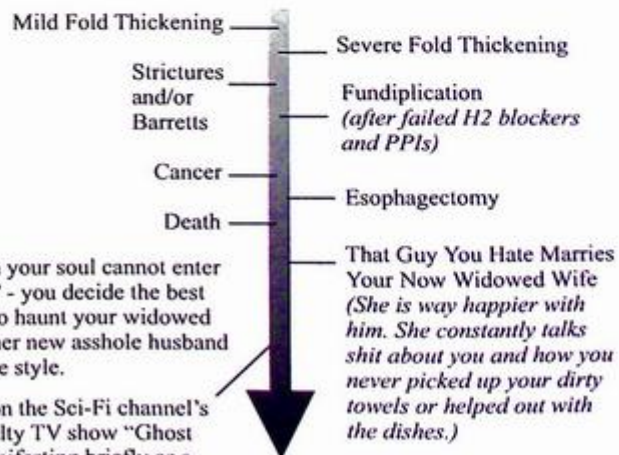 Mild Fold Thickening
Severe Fold Thickening
Strictures
and/or
Barretts
Fundiplication
(after failed H2 blockers
and PPIs)
Cancer
Esophagectomy
Death
That Guy You Hate Marries
Your Now Widowed Wife
(She is way happier with
him. She constantly talks
shit about you and how you
never picked up your dirty
towels or helped out with
the dishes.)
your soul cannot enter
- you decide the best
o haunt your widowed
her new asshole husband
e style.
on the Sci-Fi channel's
lty TV show “Ghost